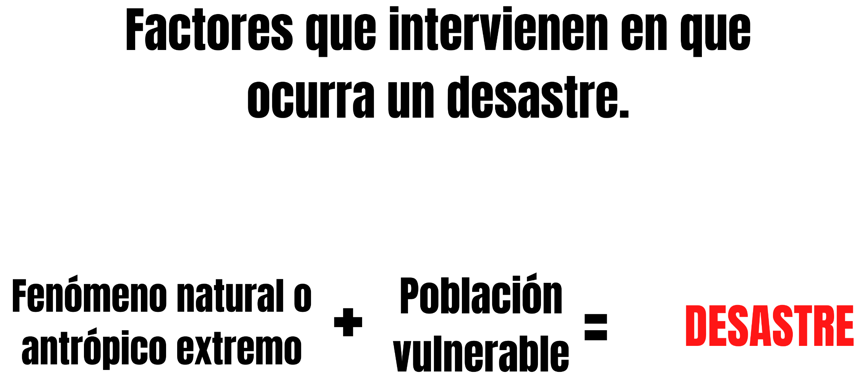 Factores que intervienen en que
ocurra un desastre.
Fenómeno natural o
antrópico extremo
+
Población
vulnerable
=
DESASTRE